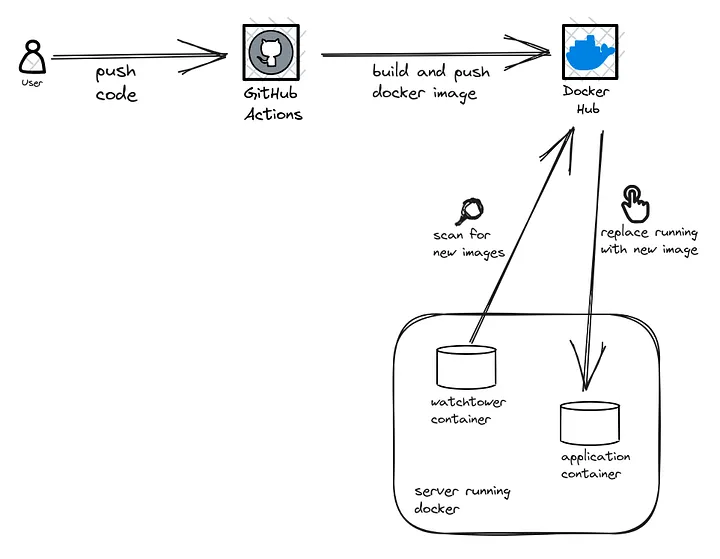 User
push
code
GitHub
Actions
build and push
docker image
Docker
Hub
scan for
new images
replace running
with new image
watchtower
container
application
container
server running
docker